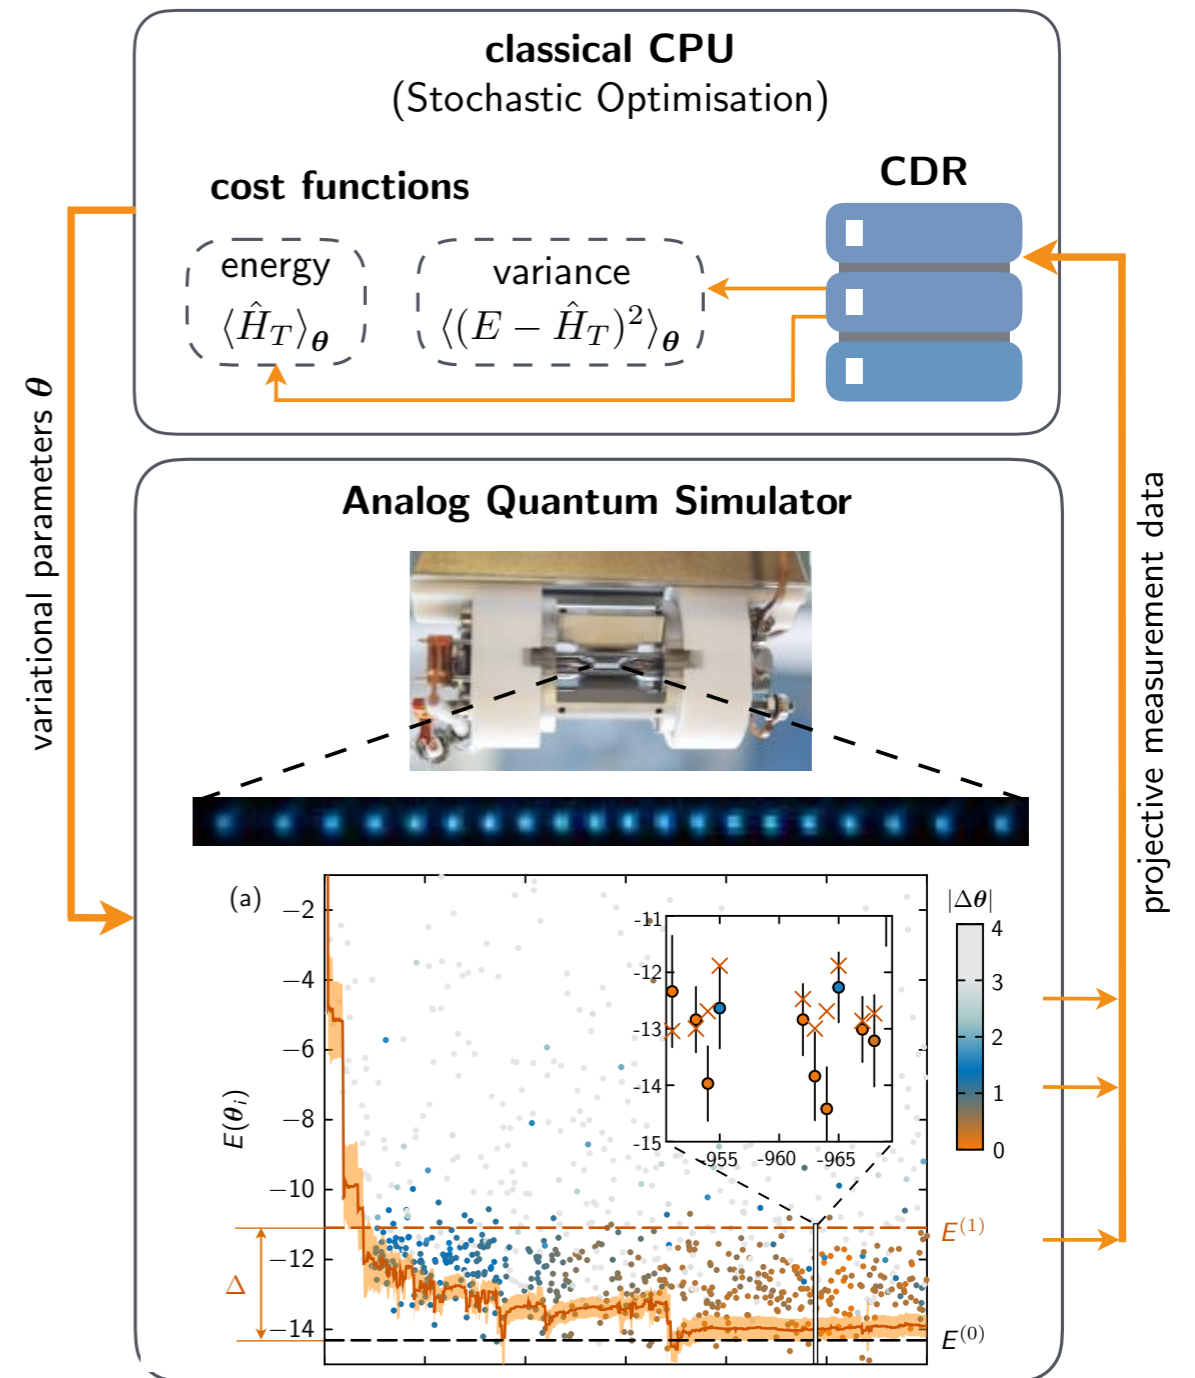 classical CPU
(Stochastic Optimisation)
CDR
cost functions
energy
⟨Ĥ_T⟩_θ
variance
⟨(E − Ĥ_T)²⟩_θ
variational parameters θ
projective measurement data
Analog Quantum Simulator
(a)
E(θ_i)
−2
−4
−6
−8
−10
−12
−14
Δ
-11
-12
-13
-14
-15
-955
-960
-965
|Δθ|
4
3
2
1
0
E^(1)
E^(0)